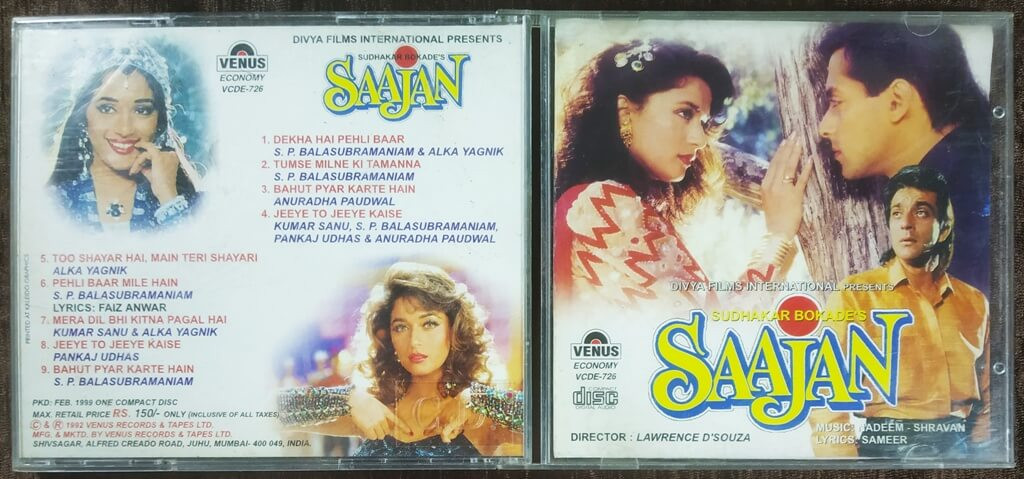 DIVYA FILMS INTERNATIONAL PRESENTS
SUDHAKAR BOKADE'S
SAAJAN
VENUS
ECONOMY
VCDE-726
1. DEKHA HAI PEHLI BAAR
S. P. BALASUBRAMANIAM & ALKA YAGNIK
2. TUMSE MILNE KI TAMANNA
S. P. BALASUBRAMANIAM
3. BAHUT PYAR KARTE HAIN
ANURADHA PAUDWAL
4. JEEYE TO JEEYE KAISE
KUMAR SANU, S. P. BALASUBRAMANIAM,
PANKAJ UDHAS & ANURADHA PAUDWAL
5. TOO SHAYAR HAI, MAIN TERI SHAYARI
ALKA YAGNIK
6. PEHLI BAAR MILE HAIN
S. P. BALASUBRAMANIAM
LYRICS: FAIZ ANWAR
7. MERA DIL BHI KITNA PAGAL HAI
KUMAR SANU & ALKA YAGNIK
8. JEEYE TO JEEYE KAISE
PANKAJ UDHAS
9. BAHUT PYAR KARTE HAIN
S. P. BALASUBRAMANIAM
PKD: FEB. 1999 ONE COMPACT DISC
MAX. RETAIL PRICE RS. 150/- ONLY (INCLUSIVE OF ALL TAXES)
© & ® 1992 VENUS RECORDS & TAPES LTD,
MFG. & MKTD. BY VENUS RECORDS & TAPES LTD.
SHIVSAGAR, ALFRED CREADO ROAD, JUHU, MUMBAI- 400 049, INDIA.
DIVYA FILMS INTERNATIONAL PRESENTS
SUDHAKAR BOKADE'S
SAAJAN
VENUS
ECONOMY
VCDE-726
COMPACT
disc
DIGITAL AUDIO
DIRECTOR : LAWRENCE D'SOUZA
MUSIC: NADEEM - SHRAVAN
LYRICS: SAMEER